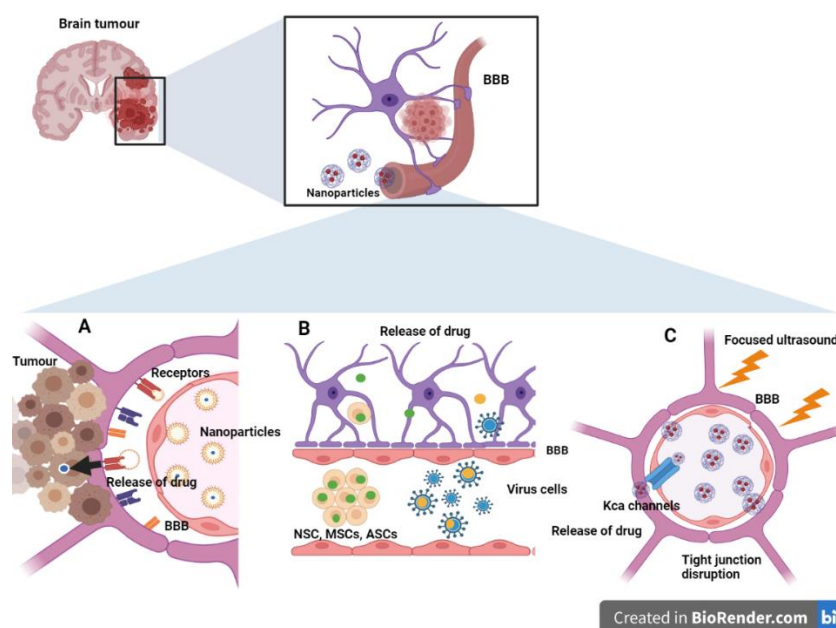 Brain tumour
BBB
Nanoparticles
A
Tumour
Receptors
Nanoparticles
Release of drug
BBB
B
Release of drug
BBB
Virus cells
NSC, MSCs, ASCs
C
Focused ultrasound
BBB
Kca channels
Release of drug
Tight junction
disruption
Created in BioRender.com bi